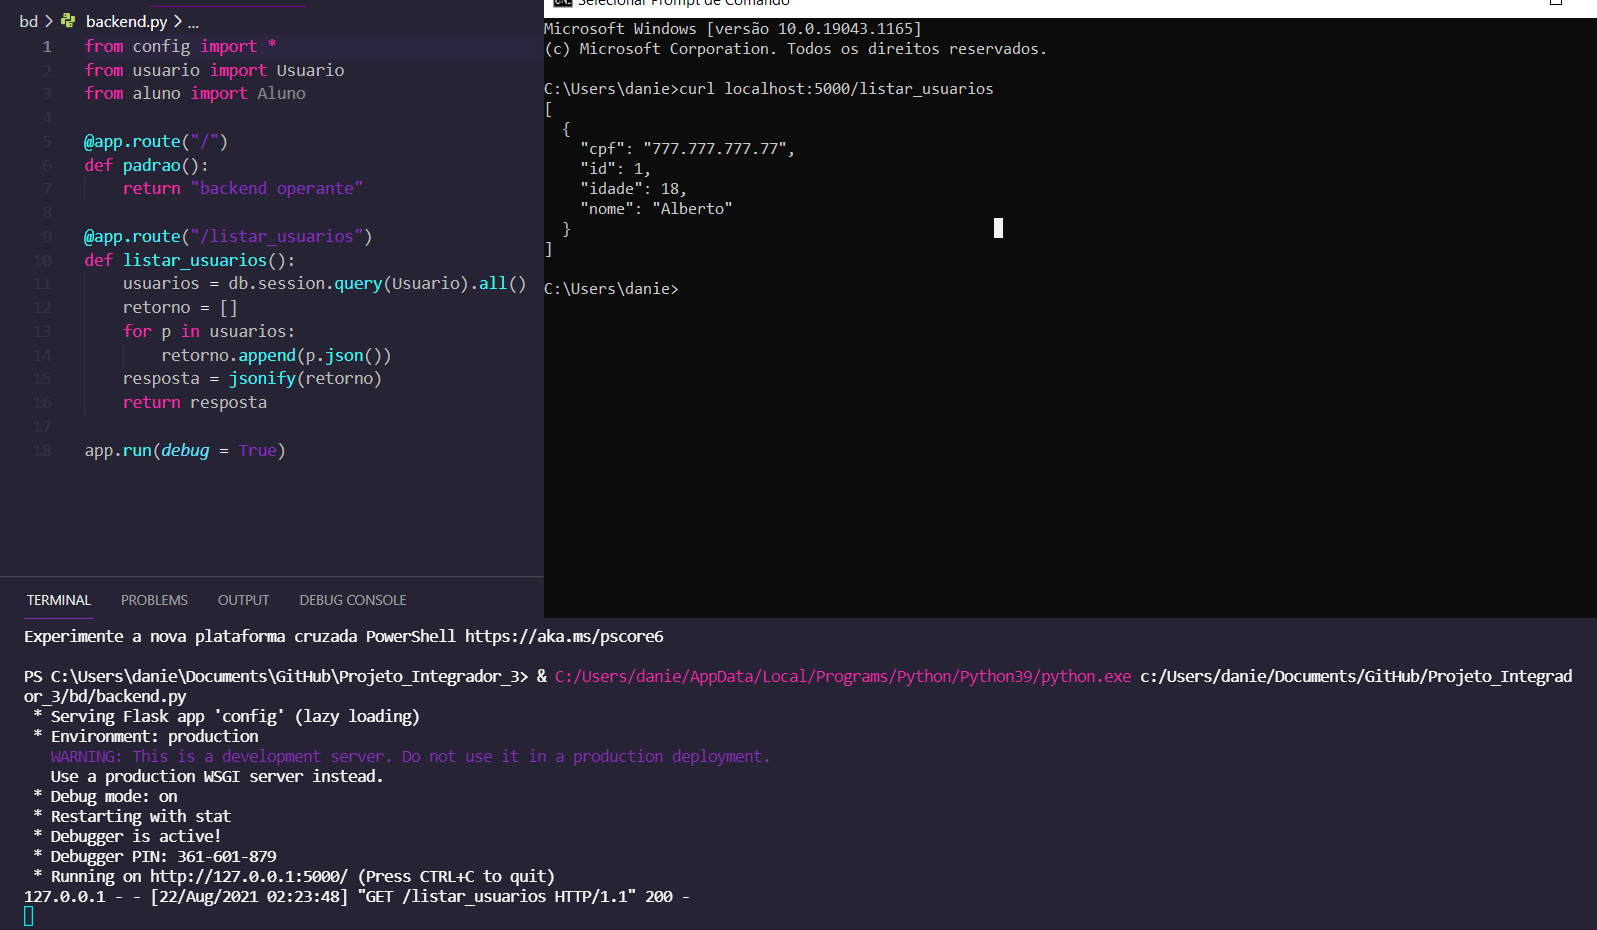 bd > backend.py > ...
1 from config import *
2 from usuario import Usuario
3 from aluno import Aluno
4
5 @app.route("/")
6 def padrao():
7 return "backend operante"
8
9 @app.route("/listar_usuarios")
10 def listar_usuarios():
11 usuarios = db.session.query(Usuario).all()
12 retorno = []
13 for p in usuarios:
14 retorno.append(p.json())
15 resposta = jsonify(retorno)
16 return resposta
17
18 app.run(debug = True)
Selecionar Prompt de Comando
Microsoft Windows [versão 10.0.19043.1165]
(c) Microsoft Corporation. Todos os direitos reservados.
C:\Users\danie>curl localhost:5000/listar_usuarios
[
{
"cpf": "777.777.777.77",
"id": 1,
"idade": 18,
"nome": "Alberto"
}
]
C:\Users\danie>
TERMINAL PROBLEMS OUTPUT DEBUG CONSOLE
Experimente a nova plataforma cruzada PowerShell https://aka.ms/pscore6
PS C:\Users\danie\Documents\GitHub\Projeto_Integrador_3> & C:/Users/danie/AppData/Local/Programs/Python/Python39/python.exe c:/Users/danie/Documents/GitHub/Projeto_Integrad
or_3/bd/backend.py
* Serving Flask app 'config' (lazy loading)
* Environment: production
WARNING: This is a development server. Do not use it in a production deployment.
Use a production WSGI server instead.
* Debug mode: on
* Restarting with stat
* Debugger is active!
* Debugger PIN: 361-601-879
* Running on http://127.0.0.1:5000/ (Press CTRL+C to quit)
127.0.0.1 - - [22/Aug/2021 02:23:48] "GET /listar_usuarios HTTP/1.1" 200 -